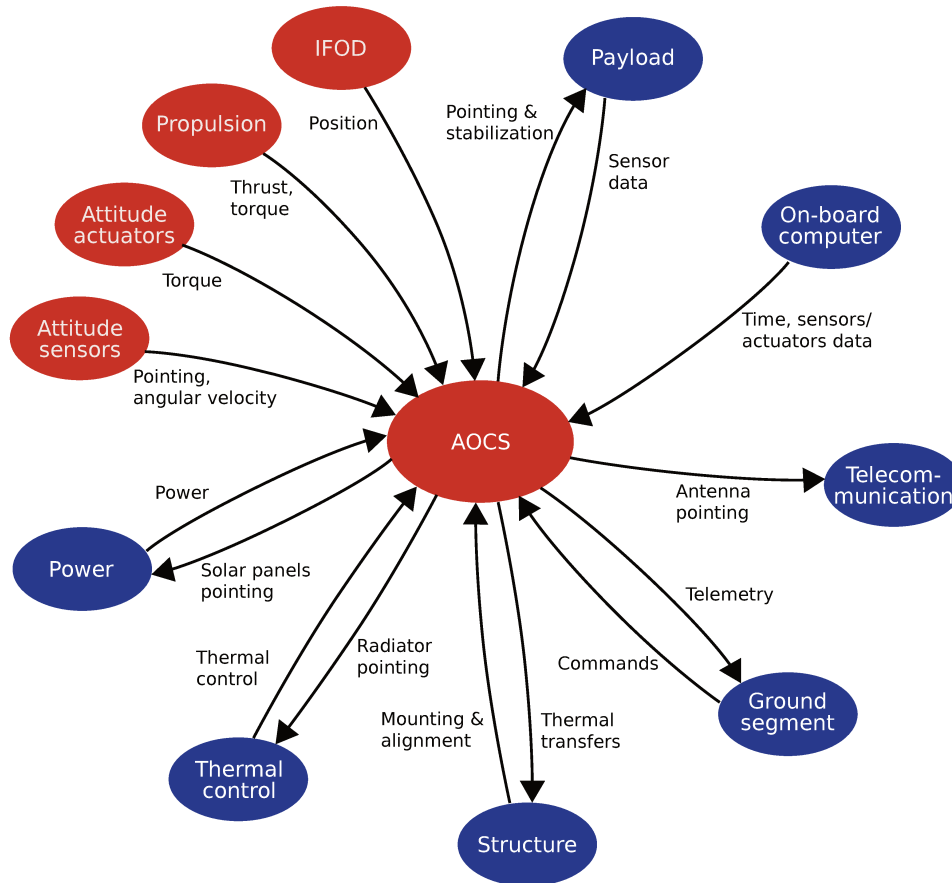 IFOD
Payload
Propulsion
Position
Pointing &
stabilization
Sensor
data
Thrust,
torque
Attitude
actuators
On-board
computer
Torque
Time, sensors/
actuators data
Attitude
sensors
Pointing,
angular velocity
AOCS
Power
Antenna
pointing
Telecom-
munication
Power
Solar panels
pointing
Telemetry
Thermal
control
Radiator
pointing
Commands
Mounting &
alignment
Thermal
transfers
Ground
segment
Thermal
control
Structure